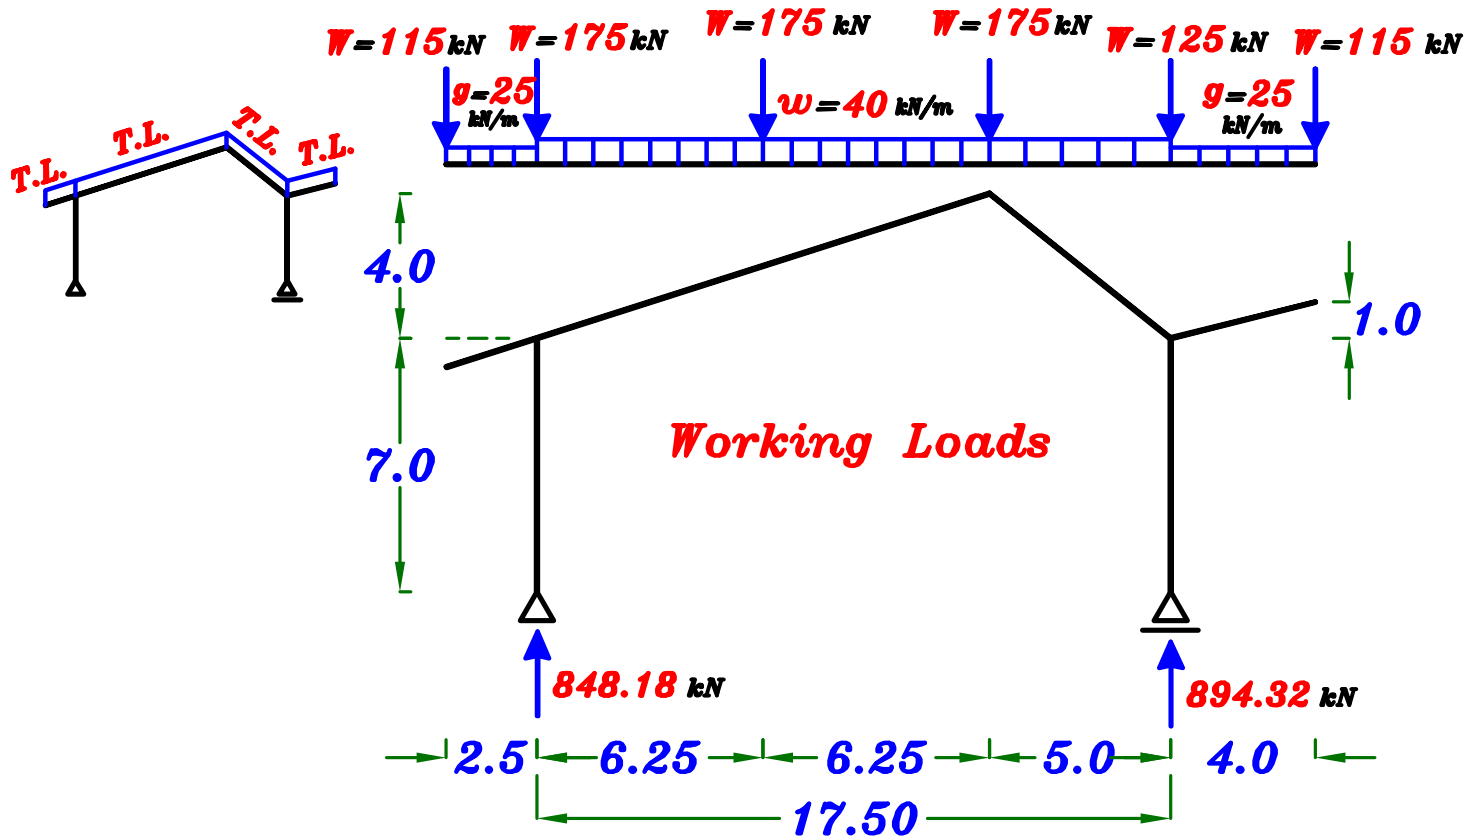 W=115 kN
W=175 kN
W=175 kN
W=175 kN
W=125 kN
W=115 kN
g=25 kN/m
w=40 kN/m
g=25 kN/m
T.L.
T.L.
T.L.
T.L.
4.0
1.0
7.0
Working Loads
848.18 kN
894.32 kN
2.5
6.25
6.25
5.0
4.0
17.50